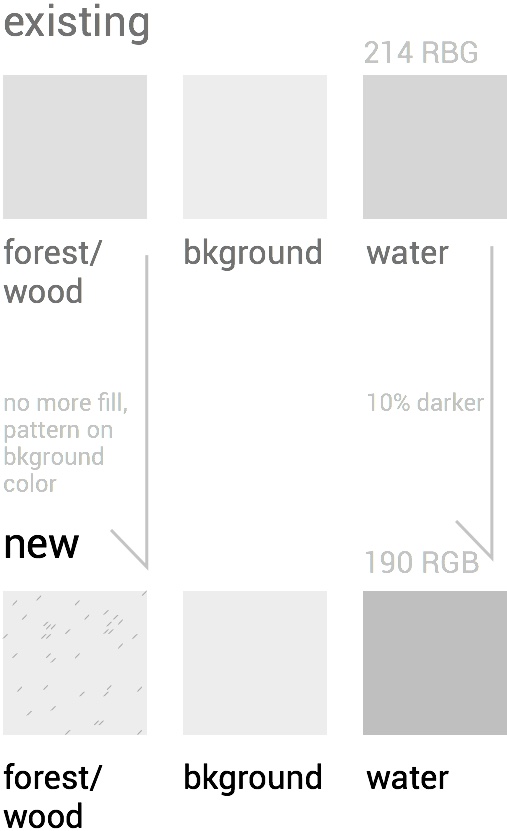 existing
214 RBG
forest/
wood
bkground
water
no more fill,
pattern on
bkground
color
10% darker
new
190 RGB
forest/
wood
bkground
water